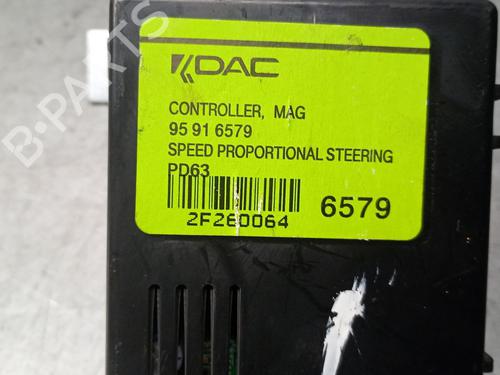 KDAC
CONTROLLER, MAG
95 91 6579
SPEED PROPORTIONAL STEERING
PD63
2F260064
6579
B-PARTS